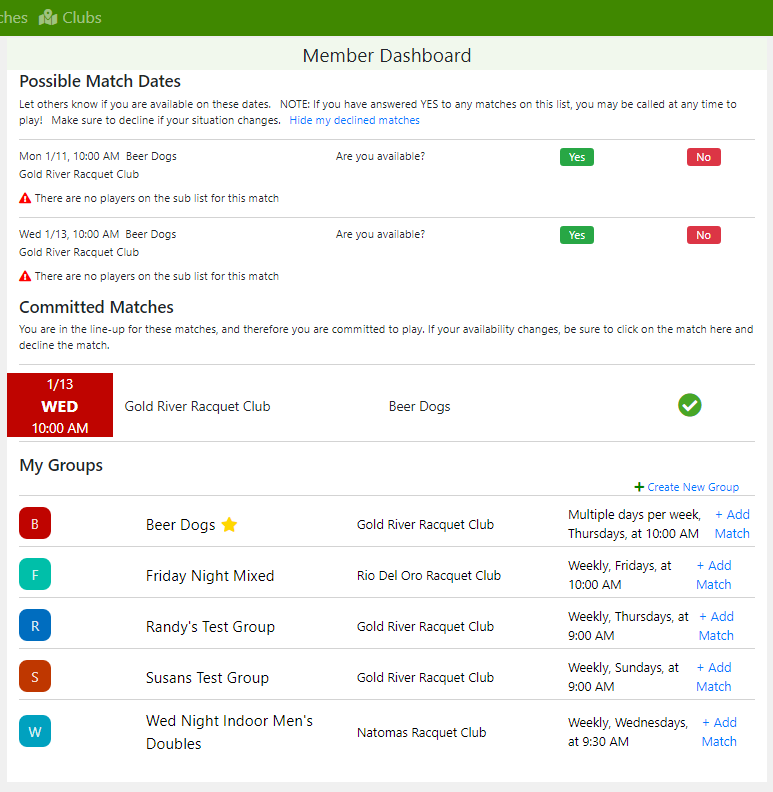 ches Clubs
Member Dashboard
Possible Match Dates
Let others know if you are available on these dates. NOTE: If you have answered YES to any matches on this list, you may be called at any time to
play! Make sure to decline if your situation changes. Hide my declined matches
Mon 1/11, 10:00 AM Beer Dogs Are you available? Yes No
Gold River Racquet Club
There are no players on the sub list for this match
Wed 1/13, 10:00 AM Beer Dogs Are you available? Yes No
Gold River Racquet Club
There are no players on the sub list for this match
Committed Matches
You are in the line-up for these matches, and therefore you are committed to play. If your availability changes, be sure to click on the match here and
decline the match.
1/13
WED Gold River Racquet Club Beer Dogs
10:00 AM
My Groups
+ Create New Group
B Beer Dogs Gold River Racquet Club Multiple days per week, + Add
Thursdays, at 10:00 AM Match
F Friday Night Mixed Rio Del Oro Racquet Club Weekly, Fridays, at + Add
10:00 AM Match
R Randy's Test Group Gold River Racquet Club Weekly, Thursdays, at + Add
9:00 AM Match
S Susans Test Group Gold River Racquet Club Weekly, Sundays, at + Add
9:00 AM Match
W Wed Night Indoor Men's Natomas Racquet Club Weekly, Wednesdays, + Add
Doubles at 9:30 AM Match